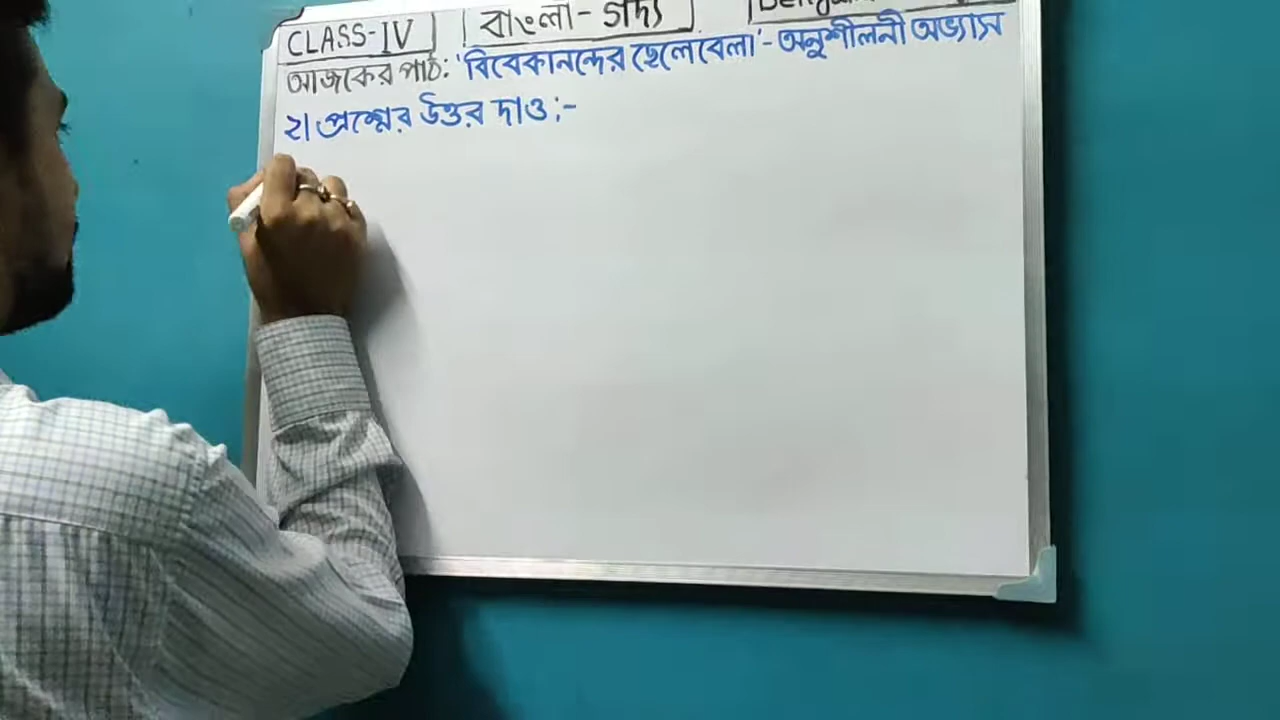 CLASS-IV বাংলা- গদ্য
আজকের পাঠ: 'বিবেকানন্দের ছেলেবেলা'- অনুশীলনী অভ্যাস
২। প্রশ্নের উত্তর দাও:-